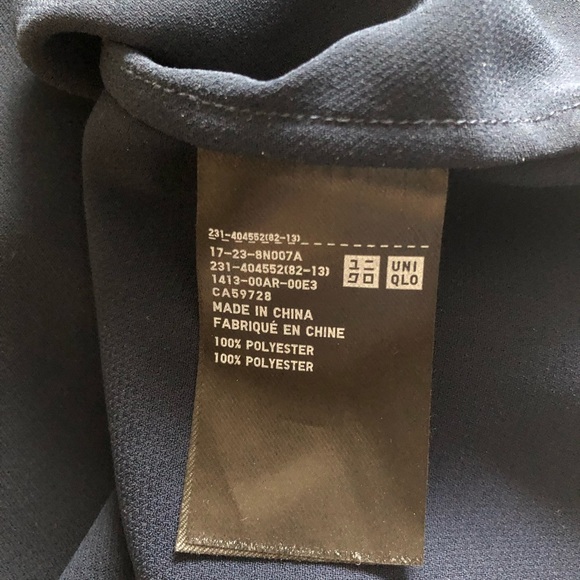 231-404552(82-13)
17-23-8N007A
231-404552(82-13)
1413-00AR-00E3
CA59728
MADE IN CHINA
FABRIQUÉ EN CHINE
100% POLYESTER
100% POLYESTER
ユニ
クロ
UNI
QLO